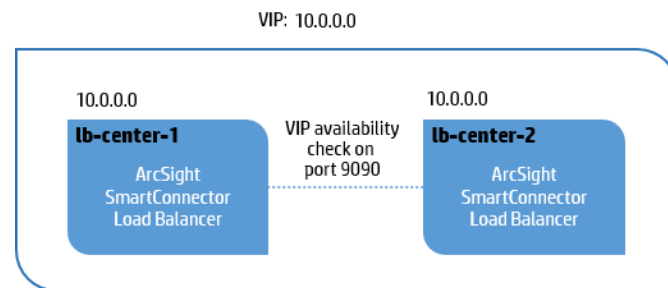 VIP: 10.0.0.0
10.0.0.0
lb-center-1
ArcSight
SmartConnector
Load Balancer
VIP availability
check on
port 9090
10.0.0.0
lb-center-2
ArcSight
SmartConnector
Load Balancer